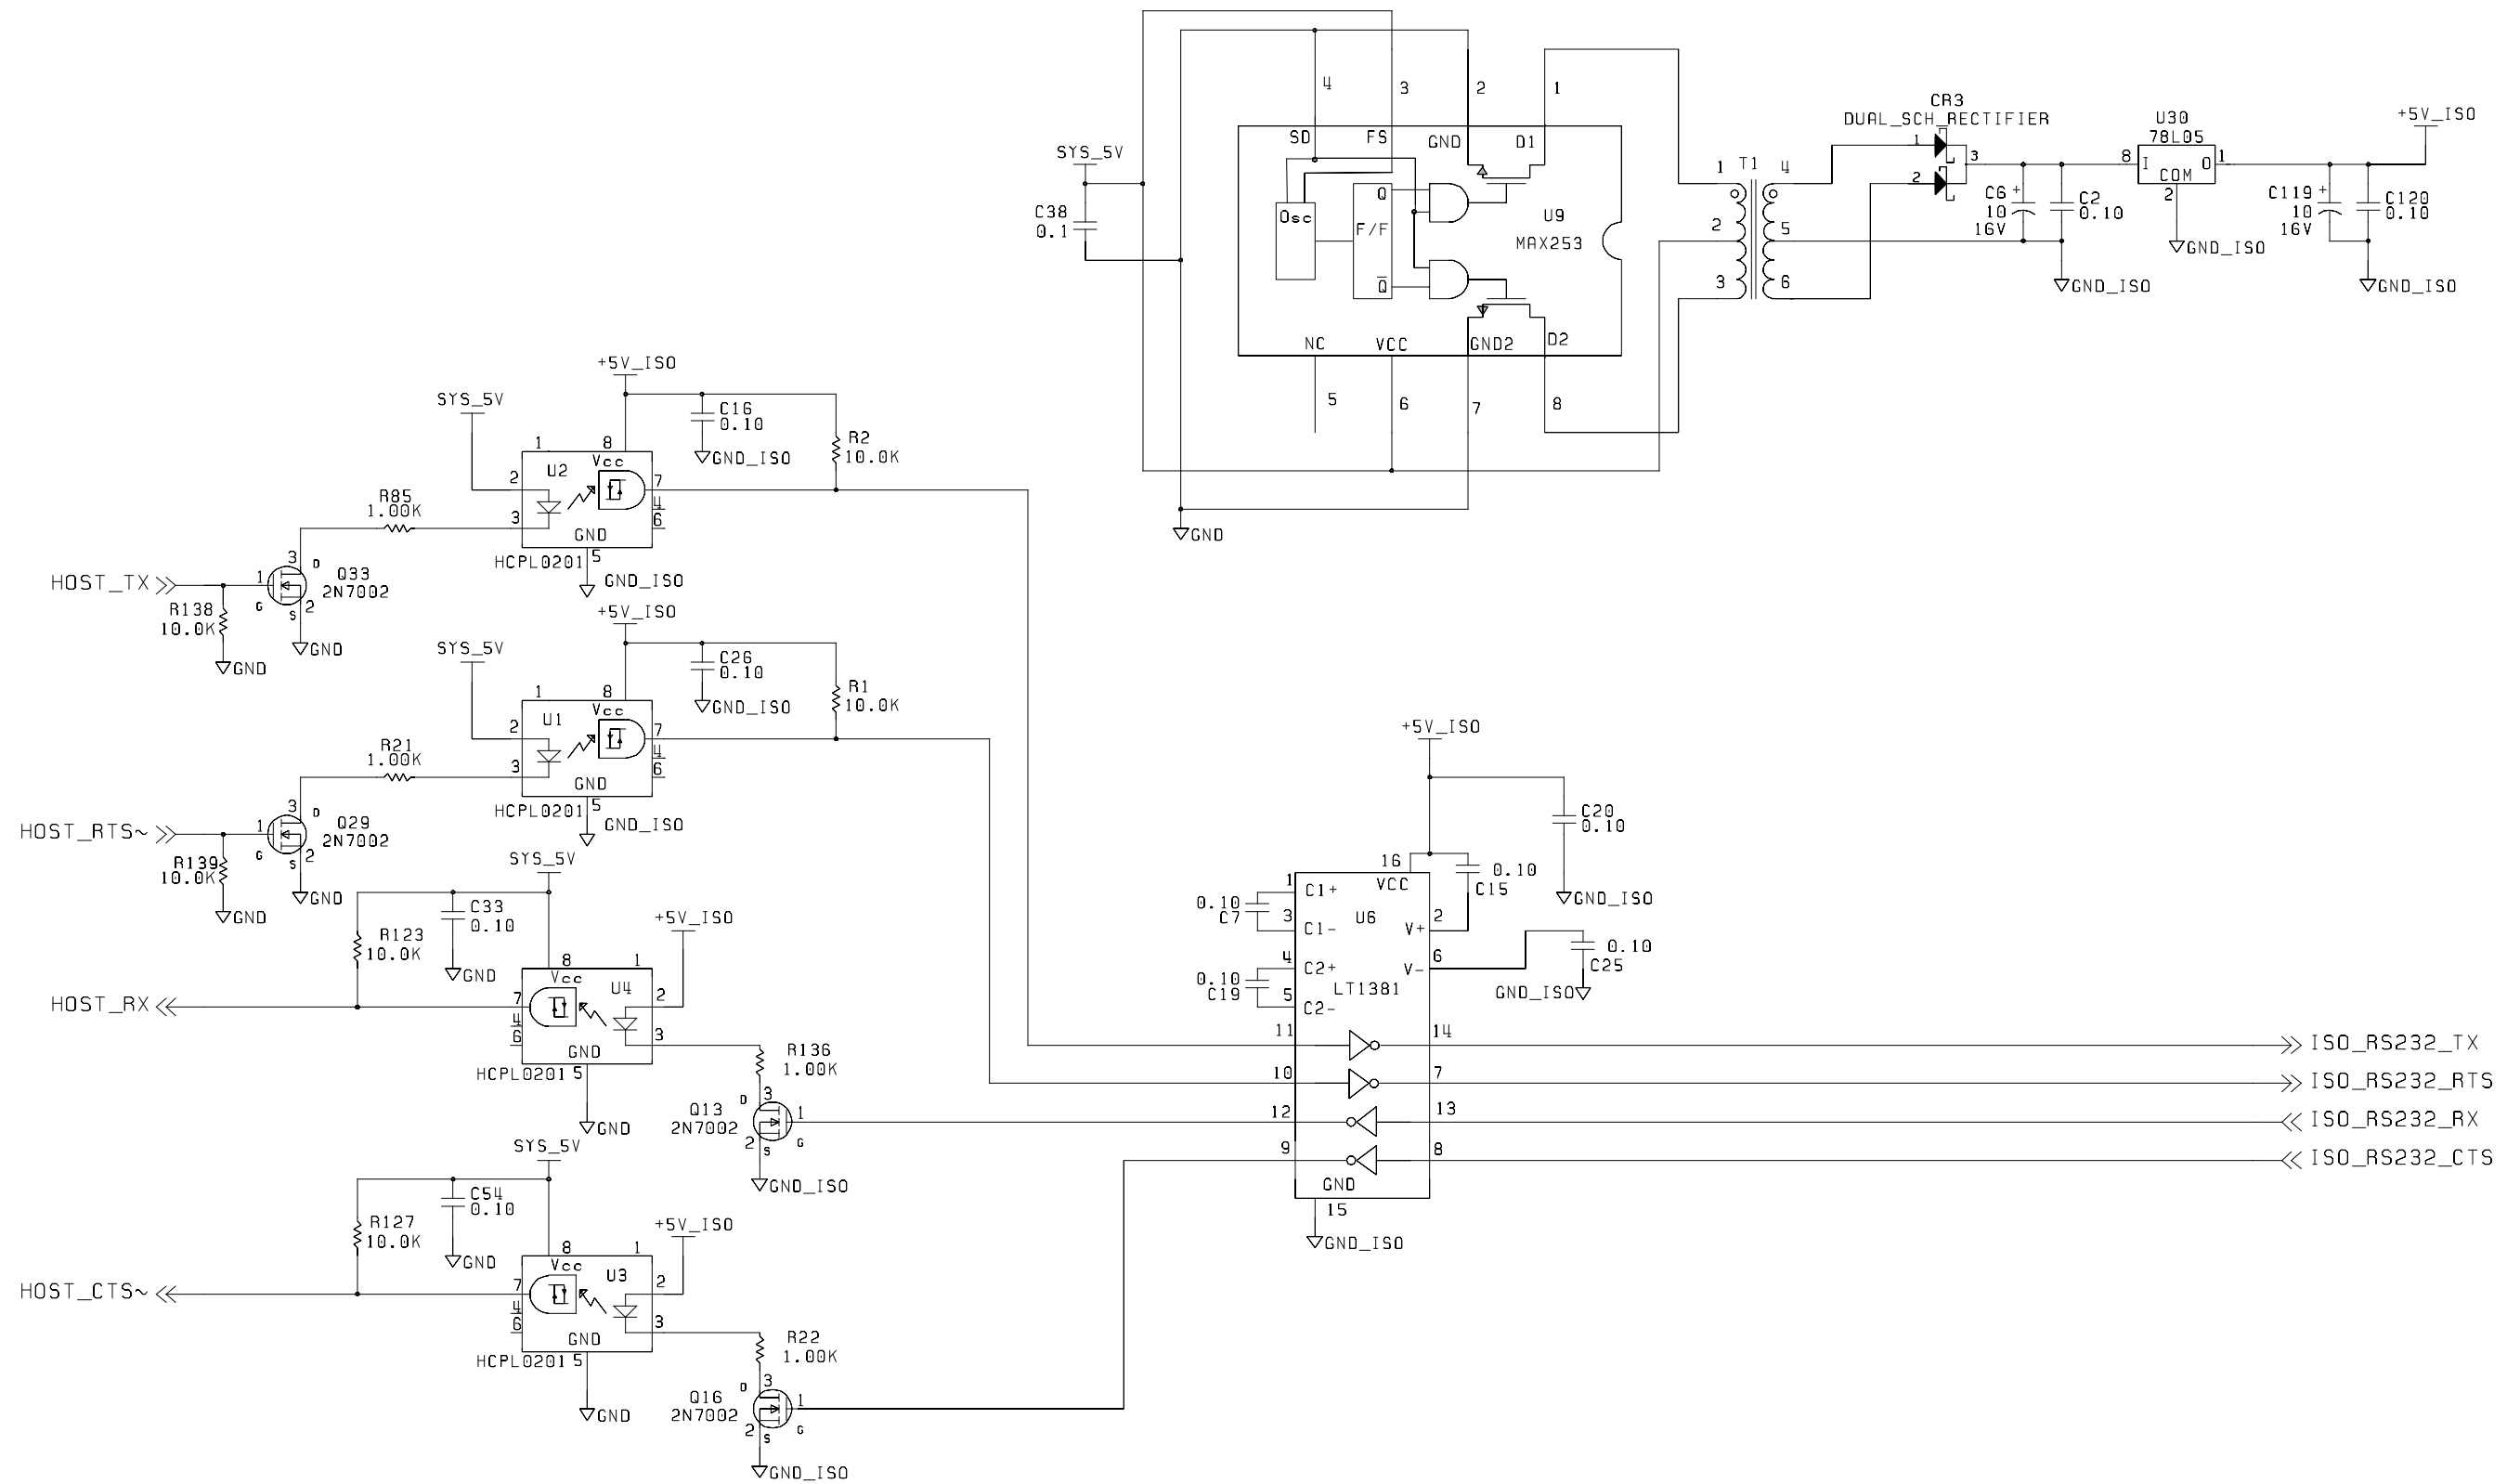 4
3
2
1
SD
FS
GND
D1
SYS_5V
C38
0.1
Osc
Q
F/F
Q
U9
MAX253
NC
VCC
GND2
D2
5
6
7
8
GND
1
T1
4
2
5
3
6
CR3
DUAL_SCH_RECTIFIER
1
2
3
C6
+
10
16V
C2
0.10
GND_ISO
U30
78L05
8
I
O
1
COM
2
GND_ISO
+5V_ISO
C119
+
10
16V
C120
0.10
GND_ISO
+5V_ISO
SYS_5V
C16
0.10
GND_ISO
R2
10.0K
1
8
2
U2
Vcc
7
4
6
3
GND
HCPL0201
5
GND_ISO
R85
1.00K
HOST_TX
R138
10.0K
GND
1
G
3
D
S
2
Q33
2N7002
GND
+5V_ISO
SYS_5V
C26
0.10
GND_ISO
R1
10.0K
1
8
2
U1
Vcc
7
4
6
3
GND
HCPL0201
5
GND_ISO
R21
1.00K
HOST_RTS~
R139
10.0K
GND
1
G
3
D
S
2
Q29
2N7002
GND
SYS_5V
C33
0.10
GND
R123
10.0K
+5V_ISO
8
1
Vcc
U4
7
2
4
6
3
GND
HCPL0201
5
GND
HOST_RX
R136
1.00K
3
D
Q13
2N7002
1
G
2
S
GND_ISO
SYS_5V
C54
0.10
GND
R127
10.0K
+5V_ISO
8
1
Vcc
U3
7
2
4
6
3
GND
HCPL0201
5
GND
HOST_CTS~
R22
1.00K
3
D
Q16
2N7002
1
G
2
S
GND_ISO
+5V_ISO
C20
0.10
GND_ISO
16
VCC
0.10
C15
1
C1+
0.10
C7
3
C1-
U6
2
V+
6
V-
0.10
C25
GND_ISO
4
C2+
0.10
C19
5
C2-
LT1381
11
14
ISO_RS232_TX
10
7
ISO_RS232_RTS
12
13
ISO_RS232_RX
9
8
ISO_RS232_CTS
GND
15
GND_ISO